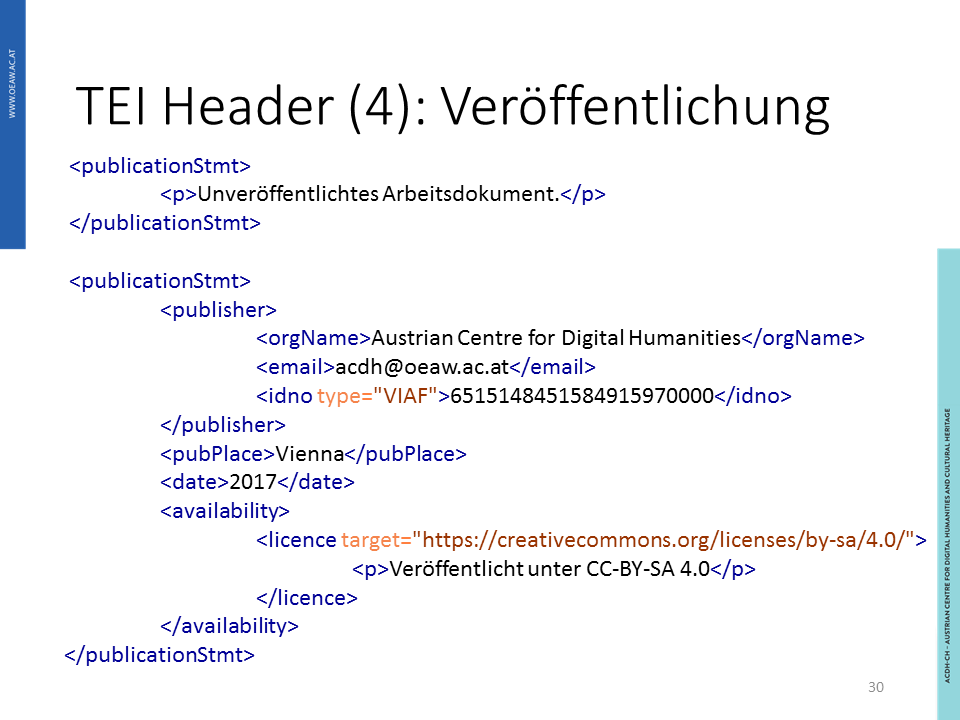 WWW.OEAW.AC.AT
TEI Header (4): Veröffentlichung
<publicationStmt>
<p>Unveröffentlichtes Arbeitsdokument.</p>
</publicationStmt>
<publicationStmt>
<publisher>
<orgName>Austrian Centre for Digital Humanities</orgName>
<email>acdh@oeaw.ac.at</email>
<idno type="VIAF">6515148451584915970000</idno>
</publisher>
<pubPlace>Vienna</pubPlace>
<date>2017</date>
<availability>
<licence target="https://creativecommons.org/licenses/by-sa/4.0/">
<p>Veröffentlicht unter CC-BY-SA 4.0</p>
</licence>
</availability>
</publicationStmt>
ACDH-CH – AUSTRIAN CENTRE FOR DIGITAL HUMANITIES AND CULTURAL HERITAGE
30